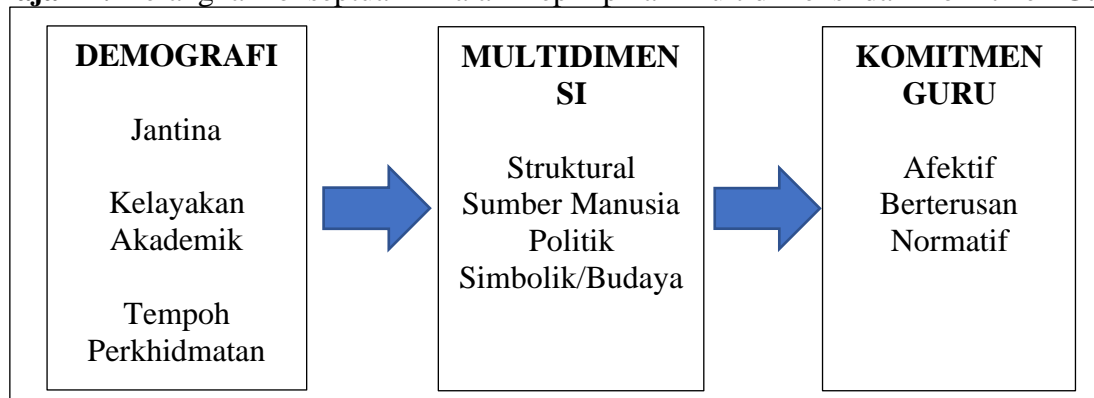 DEMOGRAFI
Jantina
Kelayakan
Akademik
Tempoh
Perkhidmatan
MULTIDIMEN
SI
Struktural
Sumber Manusia
Politik
Simbolik/Budaya
KOMITMEN
GURU
Afektif
Berterusan
Normatif